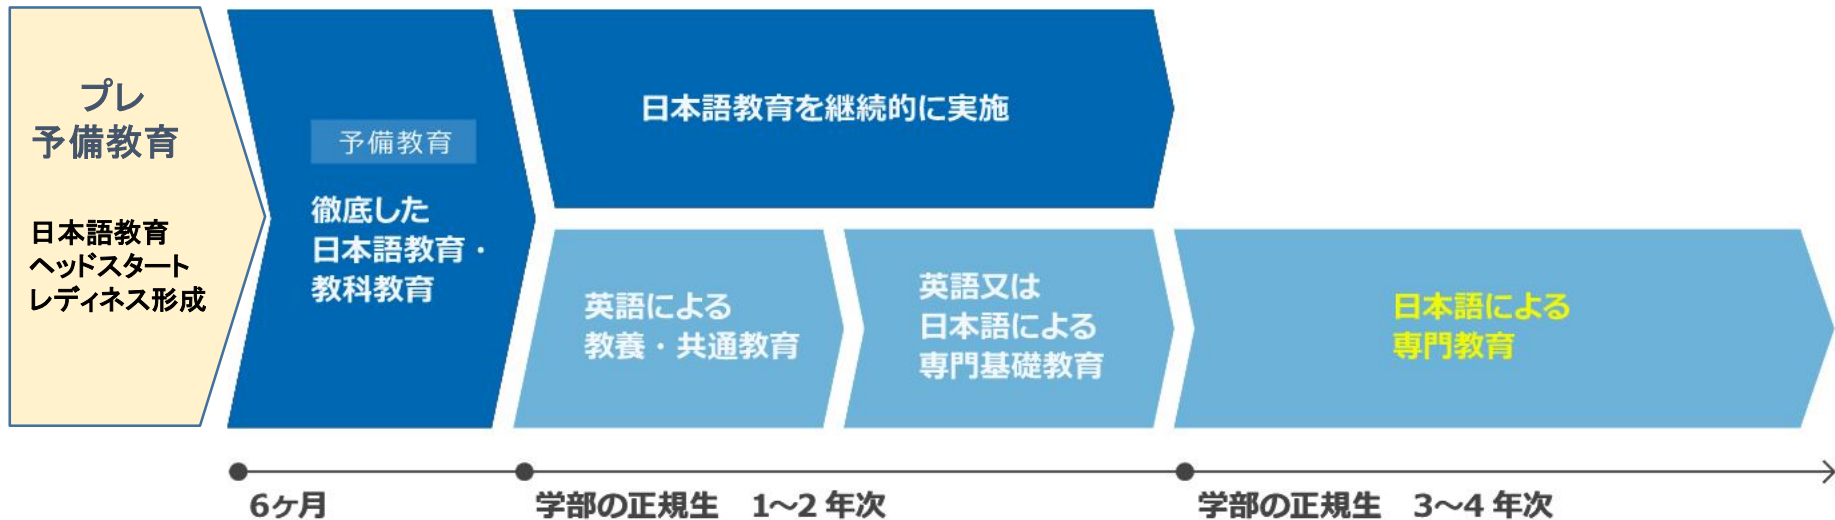 プレ
予備教育
日本語教育
ヘッドスタート
レディネス形成
予備教育
徹底した
日本語教育・
教科教育
日本語教育を継続的に実施
英語による
教養・共通教育
英語又は
日本語による
専門基礎教育
日本語による
専門教育
6ヶ月
学部の正規生 1～2 年次
学部の正規生 3～4 年次